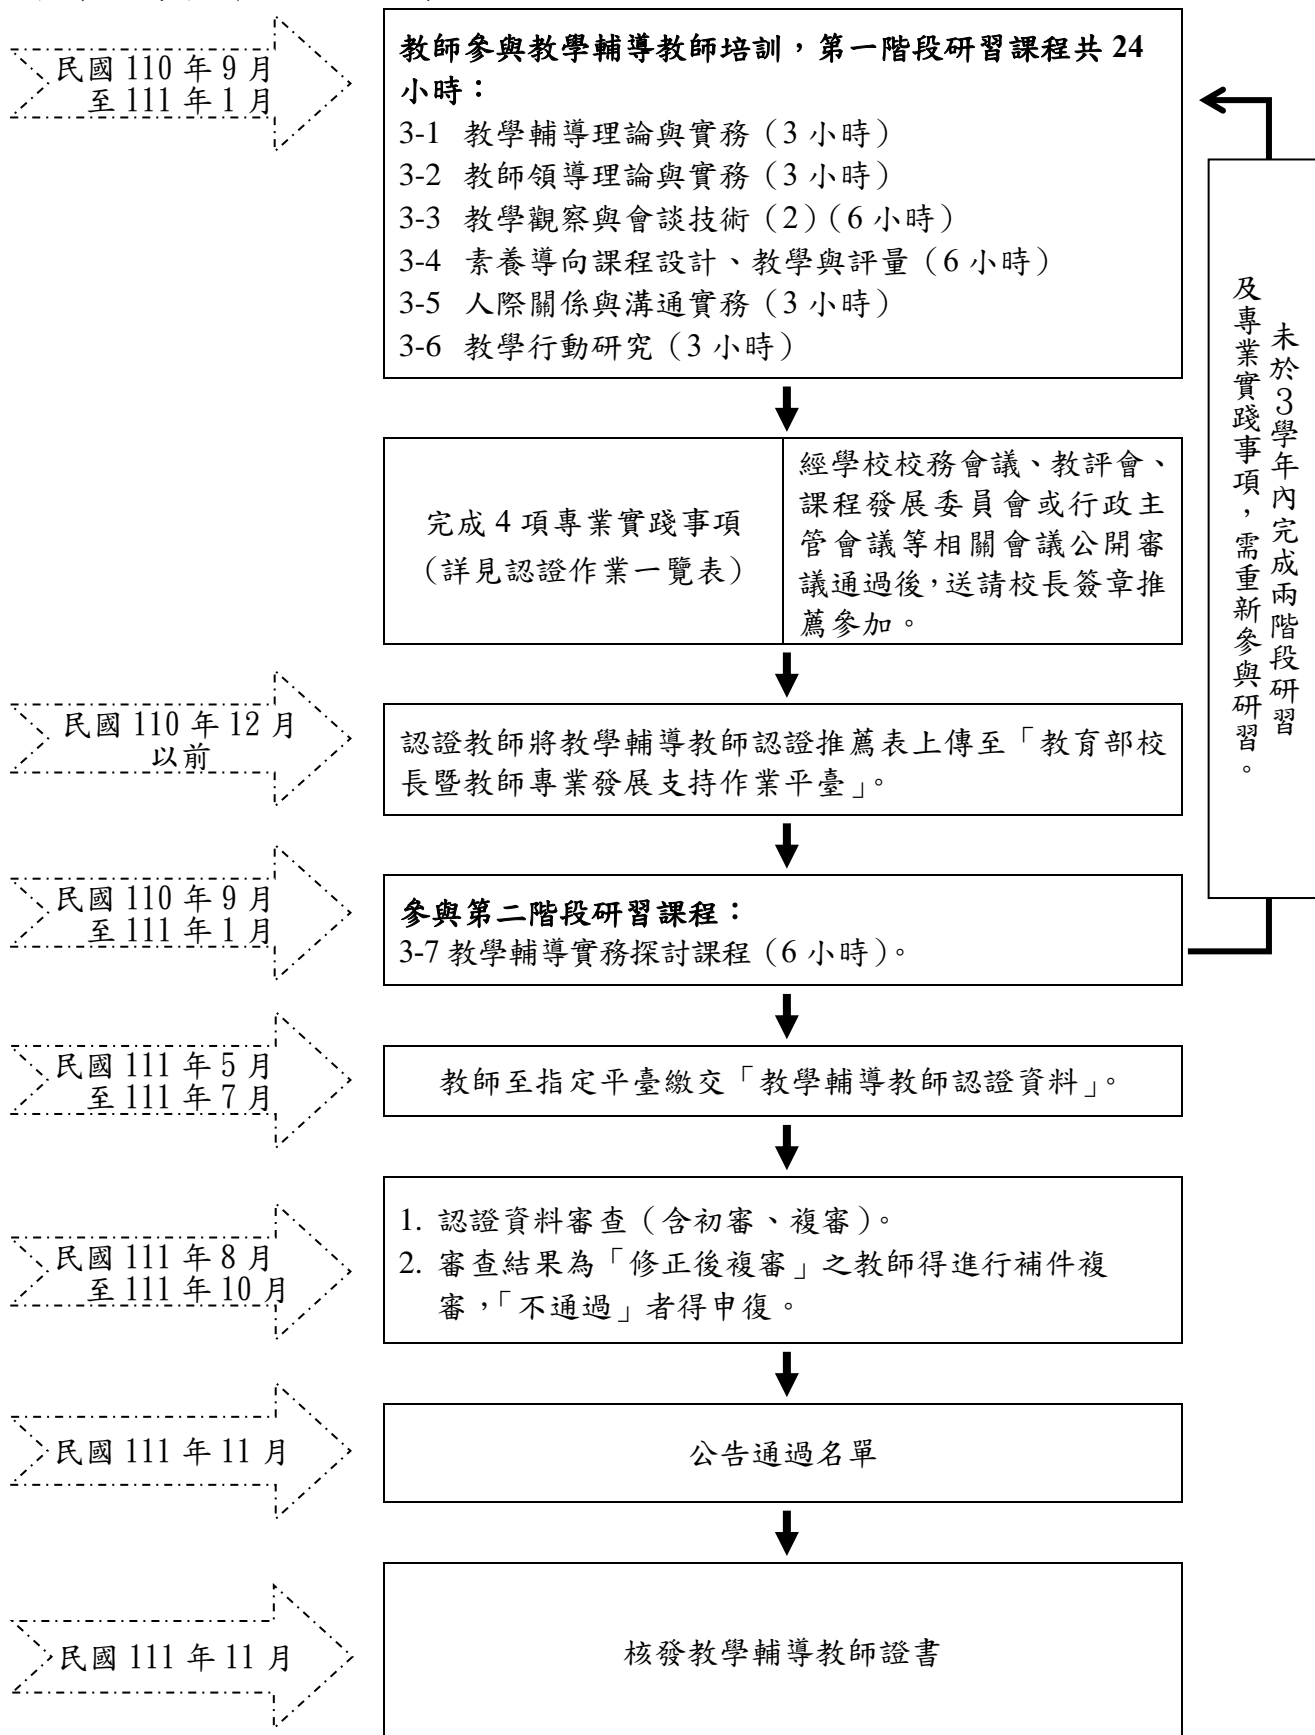 民國 110 年 9 月
至 111 年 1 月
教師參與教學輔導教師培訓，第一階段研習課程共 24
小時：
3-1 教學輔導理論與實務（3 小時）
3-2 教師領導理論與實務（3 小時）
3-3 教學觀察與會談技術（2）（6 小時）
3-4 素養導向課程設計、教學與評量（6 小時）
3-5 人際關係與溝通實務（3 小時）
3-6 教學行動研究（3 小時）
完成 4 項專業實踐事項
（詳見認證作業一覽表）
經學校校務會議、教評會、
課程發展委員會或行政主
管會議等相關會議公開審
議通過後，送請校長簽章推
薦參加。
未於3學年內完成兩階段研習
及專業實踐事項，需重新參與研習。
民國 110 年 12 月
以前
認證教師將教學輔導教師認證推薦表上傳至「教育部校
長暨教師專業發展支持作業平臺」。
民國 110 年 9 月
至 111 年 1 月
參與第二階段研習課程：
3-7 教學輔導實務探討課程（6 小時）。
民國 111 年 5 月
至 111 年 7 月
教師至指定平臺繳交「教學輔導教師認證資料」。
民國 111 年 8 月
至 111 年 10 月
1. 認證資料審查（含初審、複審）。
2. 審查結果為「修正後複審」之教師得進行補件複
審，「不通過」者得申復。
民國 111 年 11 月
公告通過名單
民國 111 年 11 月
核發教學輔導教師證書